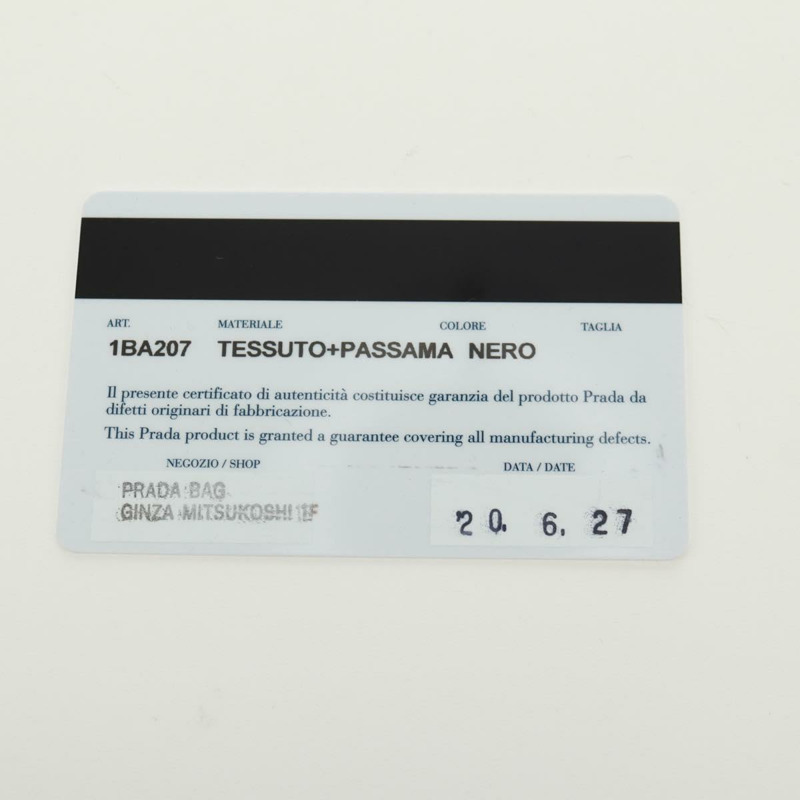 ART. MATERIALE COLORE TAGLIA
1BA207 TESSUTO+PASSAMA NERO
Il presente certificato di autenticità costituisce garanzia del prodotto Prada da
difetti originari di fabbricazione.
This Prada product is granted a guarantee covering all manufacturing defects.
NEGOZIO / SHOP DATA / DATE
PRADA BAG
GINZA MITSUKOSHI 1F
20. 6. 27